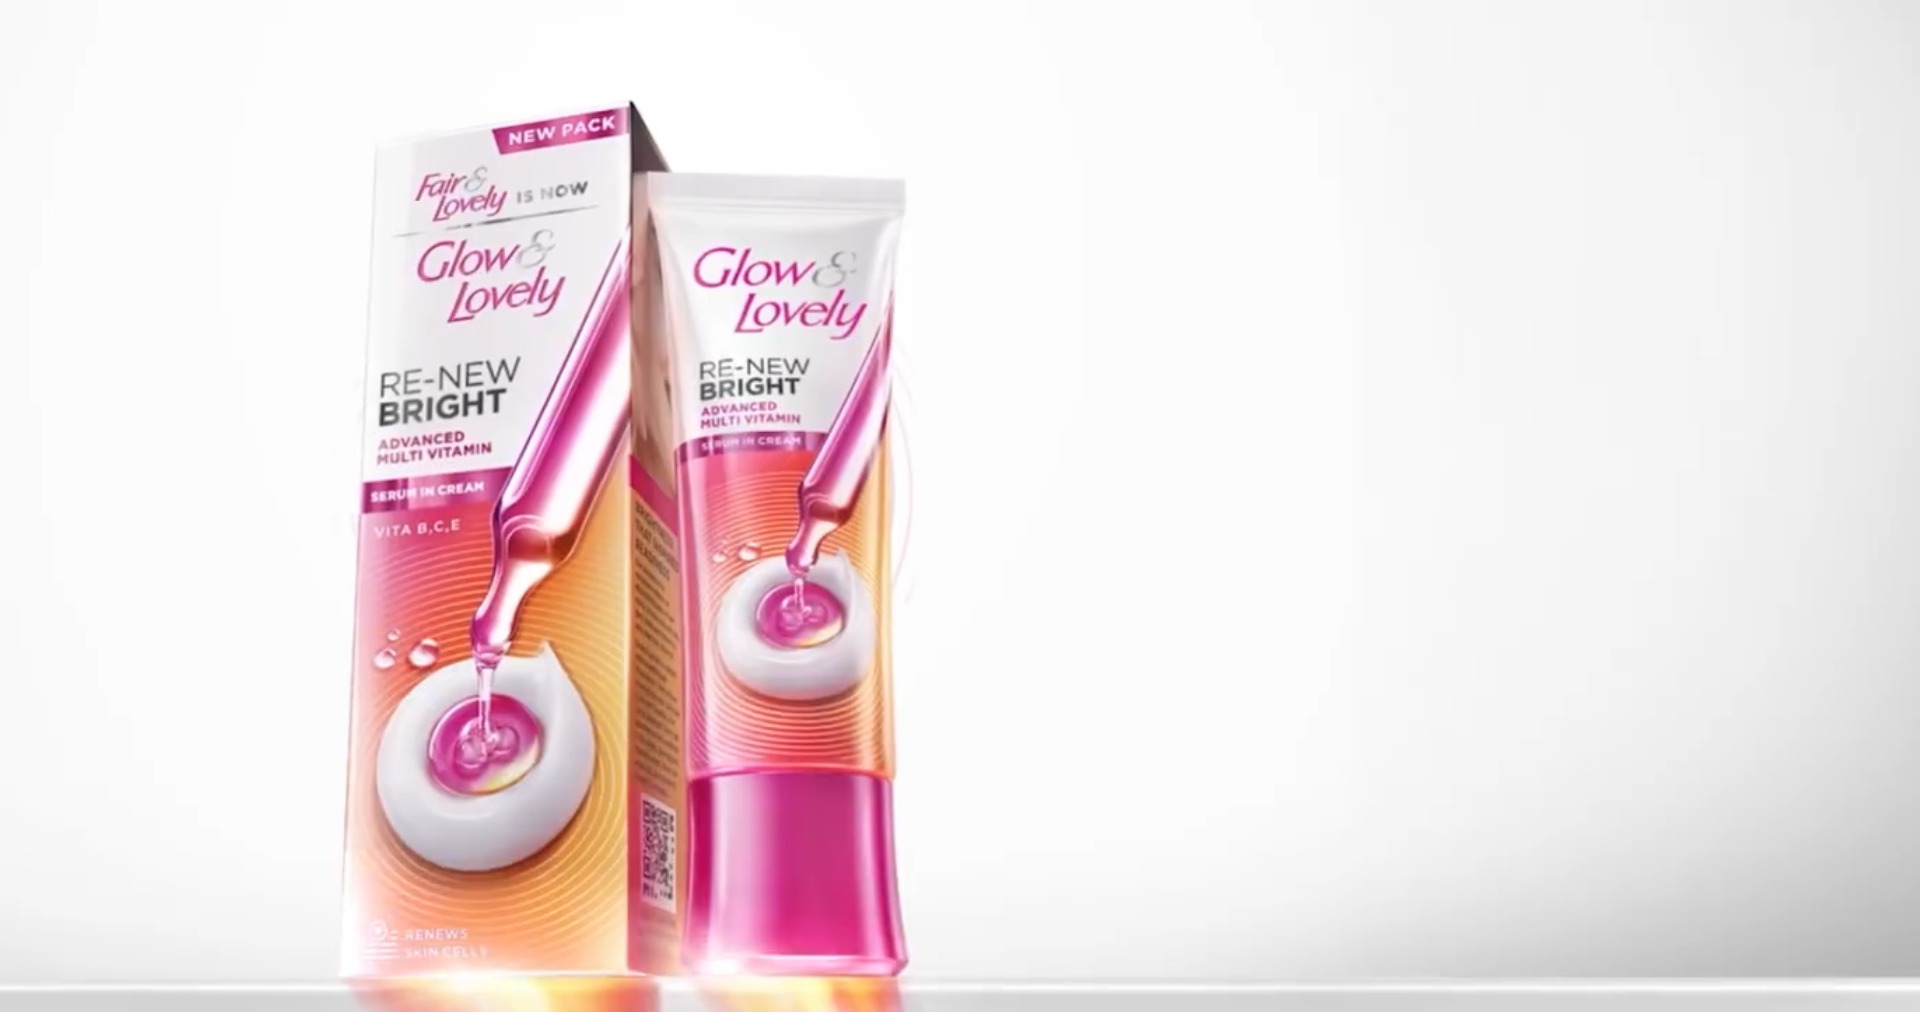 NEW PACK
Fair &
Lovely IS NOW
Glow &
Lovely
RE-NEW
BRIGHT
ADVANCED
MULTI VITAMIN
SERUM IN CREAM
VITA B,C,E
RENEWS
SKIN CELLS
Glow &
Lovely
RE-NEW
BRIGHT
ADVANCED
MULTI VITAMIN
SERUM IN CREAM